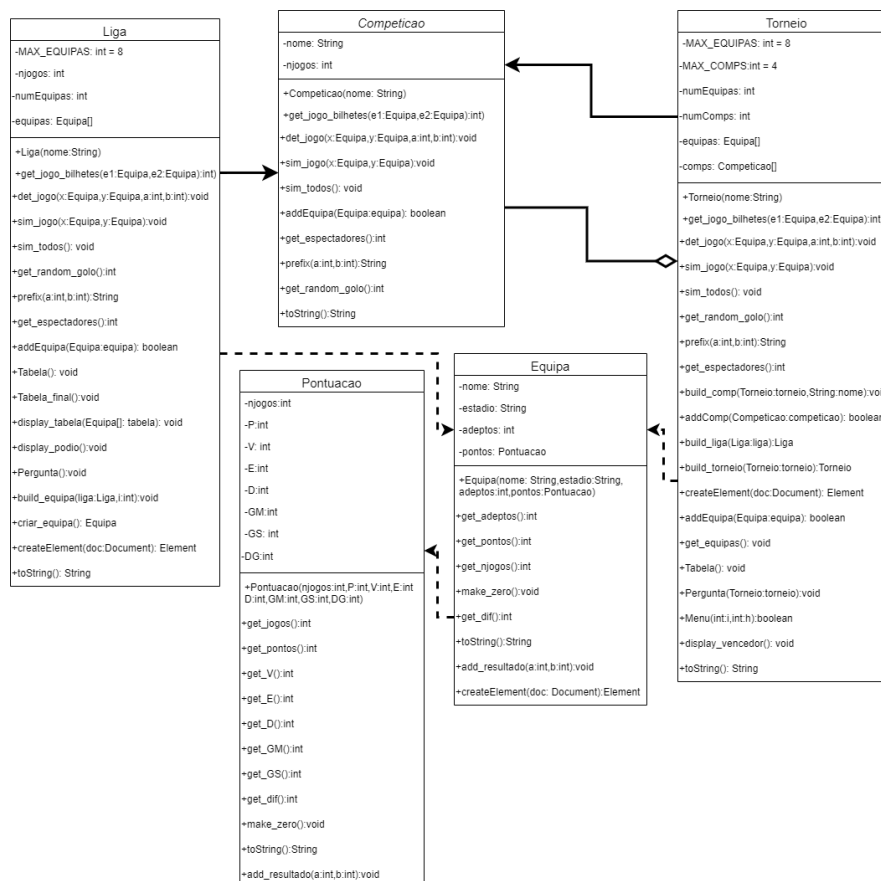 Liga
-MAX_EQUIPAS: int = 8
-njogos: int
-numEquipas: int
-equipas: Equipa[]
+Liga(nome:String)
+get_jogo_bilhetes(e1:Equipa,e2:Equipa):int)
+det_jogo(x:Equipa,y:Equipa,a:int,b:int):void
+sim_jogo(x:Equipa,y:Equipa):void
+sim_todos(): void
+get_random_golo():int
+prefix(a:int,b:int):String
+get_espectadores():int
+addEquipa(Equipa:equipa): boolean
+Tabela(): void
+Tabela_final():void
+display_tabela(Equipa[]: tabela): void
+display_podio():void
+Pergunta():void
+build_equipa(liga:Liga,i:int):void
+criar_equipa(): Equipa
+createElement(doc:Document): Element
+toString(): String
Competicao
-nome: String
-njogos: int
+Competicao(nome: String)
+get_jogo_bilhetes(e1:Equipa,e2:Equipa):int)
+det_jogo(x:Equipa,y:Equipa,a:int,b:int):void
+sim_jogo(x:Equipa,y:Equipa):void
+sim_todos(): void
+addEquipa(Equipa:equipa): boolean
+get_espectadores():int
+prefix(a:int,b:int):String
+get_random_golo():int
+toString():String
Torneio
-MAX_EQUIPAS: int = 8
-MAX_COMPS:int = 4
-numEquipas: int
-numComps: int
-equipas: Equipa[]
-comps: Competicao[]
+Torneio(nome:String)
+get_jogo_bilhetes(e1:Equipa,e2:Equipa):int
+det_jogo(x:Equipa,y:Equipa,a:int,b:int):void
+sim_jogo(x:Equipa,y:Equipa):void
+sim_todos(): void
+get_random_golo():int
+prefix(a:int,b:int):String
+get_espectadores():int
+build_comp(Torneio:torneio,String:nome):vo
+addComp(Competicao:competicao): boolean
+build_liga(Liga:liga):Liga
+build_torneio(Torneio:torneio):Torneio
+createElement(doc:Document): Element
+addEquipa(Equipa:equipa): boolean
+get_equipas(): void
+Tabela(): void
+Pergunta(Torneio:torneio):void
+Menu(int:i,int:h):boolean
+display_vencedor(): void
+toString(): String
Pontuacao
-njogos:int
-P:int
-V: int
-E:int
-D:int
-GM:int
-GS: int
-DG:int
+Pontuacao(njogos:int,P:int,V:int,E:int
D:int,GM:int,GS:int,DG:int)
+get_jogos():int
+get_pontos():int
+get_V():int
+get_E():int
+get_D():int
+get_GM():int
+get_GS():int
+get_dif():int
+make_zero():void
+toString():String
+add_resultado(a:int,b:int):void
Equipa
-nome: String
-estadio: String
-adeptos: int
-pontos: Pontuacao
+Equipa(nome: String,estadio:String,
adeptos:int,pontos:Pontuacao)
+get_adeptos():int
+get_pontos():int
+get_njogos():int
+make_zero():void
+get_dif():int
+toString():String
+add_resultado(a:int,b:int):void
+createElement(doc: Document):Element